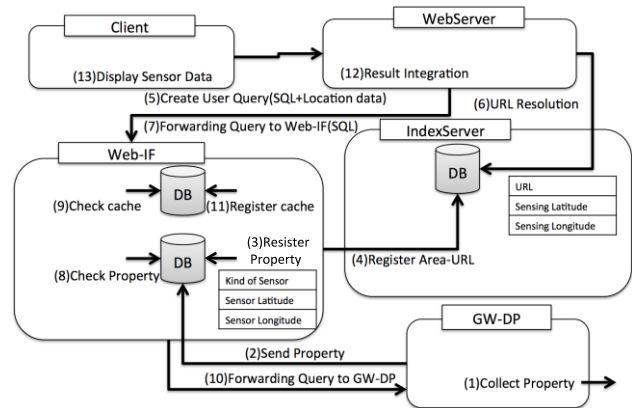 Client
WebServer
(13)Display Sensor Data
(12)Result Integration
(5)Create User Query(SQL+Location data)
(6)URL Resolution
(7)Forwarding Query to Web-IF(SQL)
IndexServer
Web-IF
DB
URL
Sensing Latitude
Sensing Longitude
DB
(9)Check cache
(11)Register cache
(3)Resister
Property
(4)Register Area-URL
DB
(8)Check Property
Kind of Sensor
Sensor Latitude
Sensor Longitude
GW-DP
(2)Send Property
(10)Forwarding Query to GW-DP
(1)Collect Property